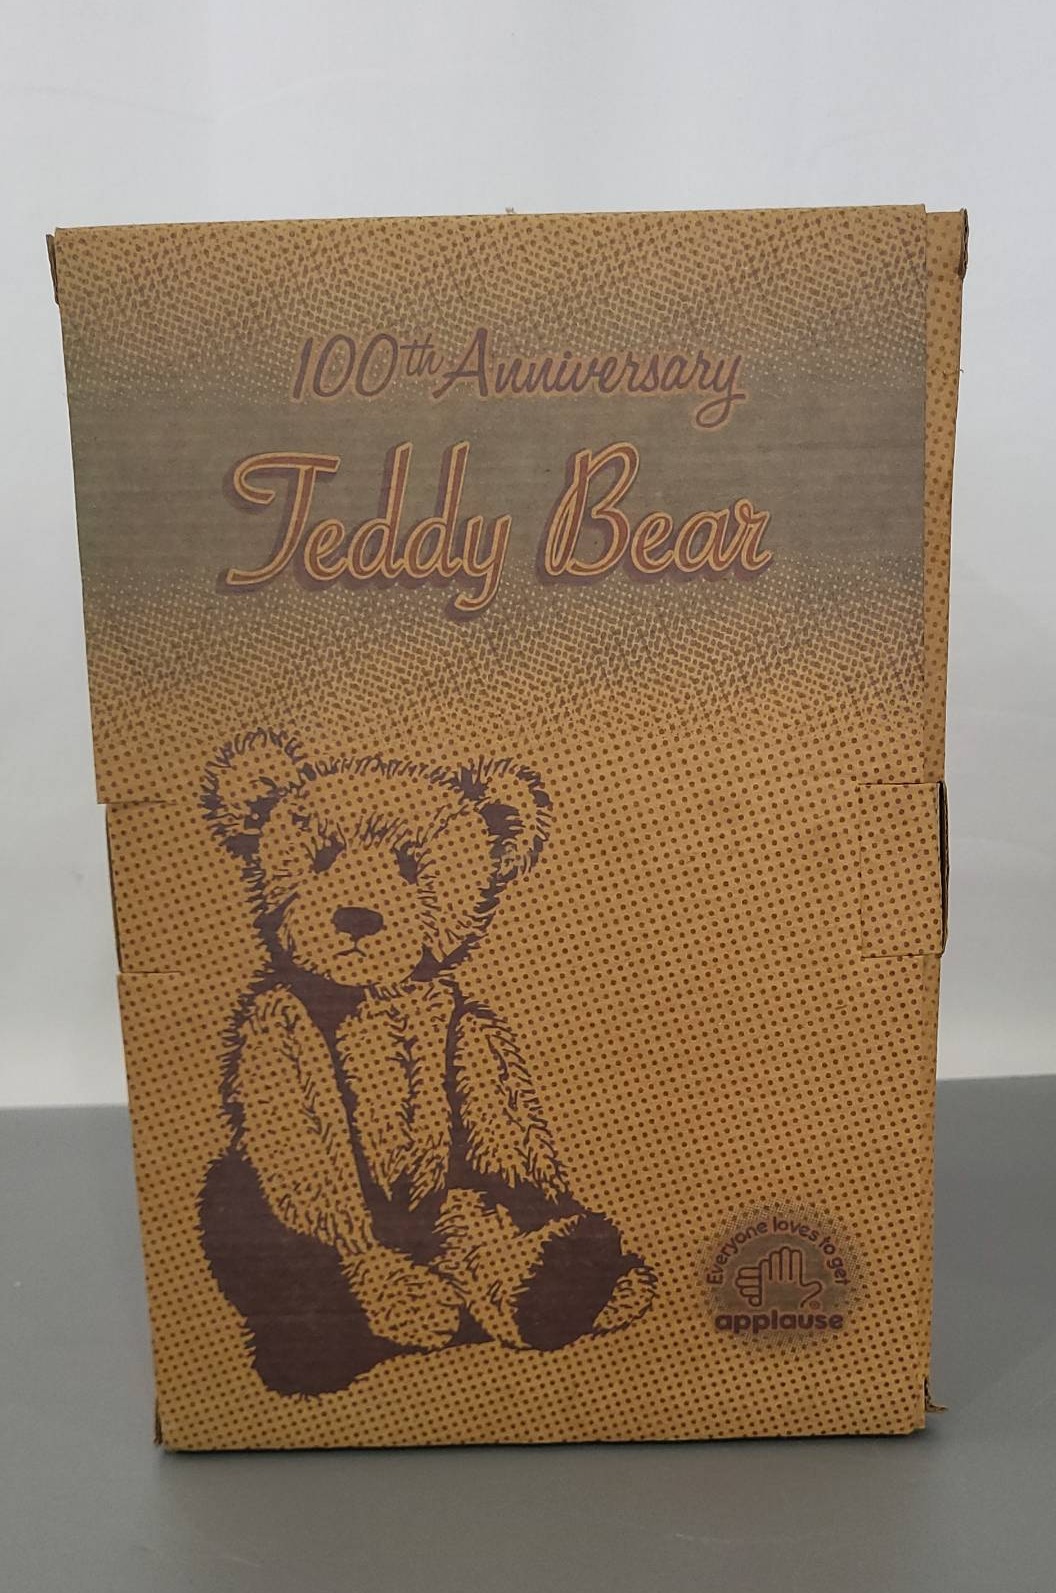 100th Anniversary
Teddy Bear
Everyone loves to get
applause